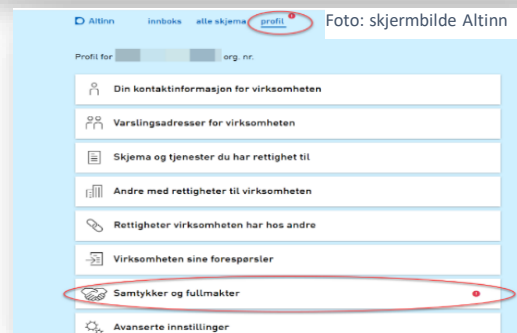 Altinn innboks alle skjema profil Foto: skjermbilde Altinn
Profil for org. nr.
Din kontaktinformasjon for virksomheten
Varslingsadresser for virksomheten
Skjema og tjenester du har rettighet til
Andre med rettigheter til virksomheten
Rettigheter virksomheten har hos andre
Virksomheten sine forespørsler
Samtykker og fullmakter
Avanserte innstillinger